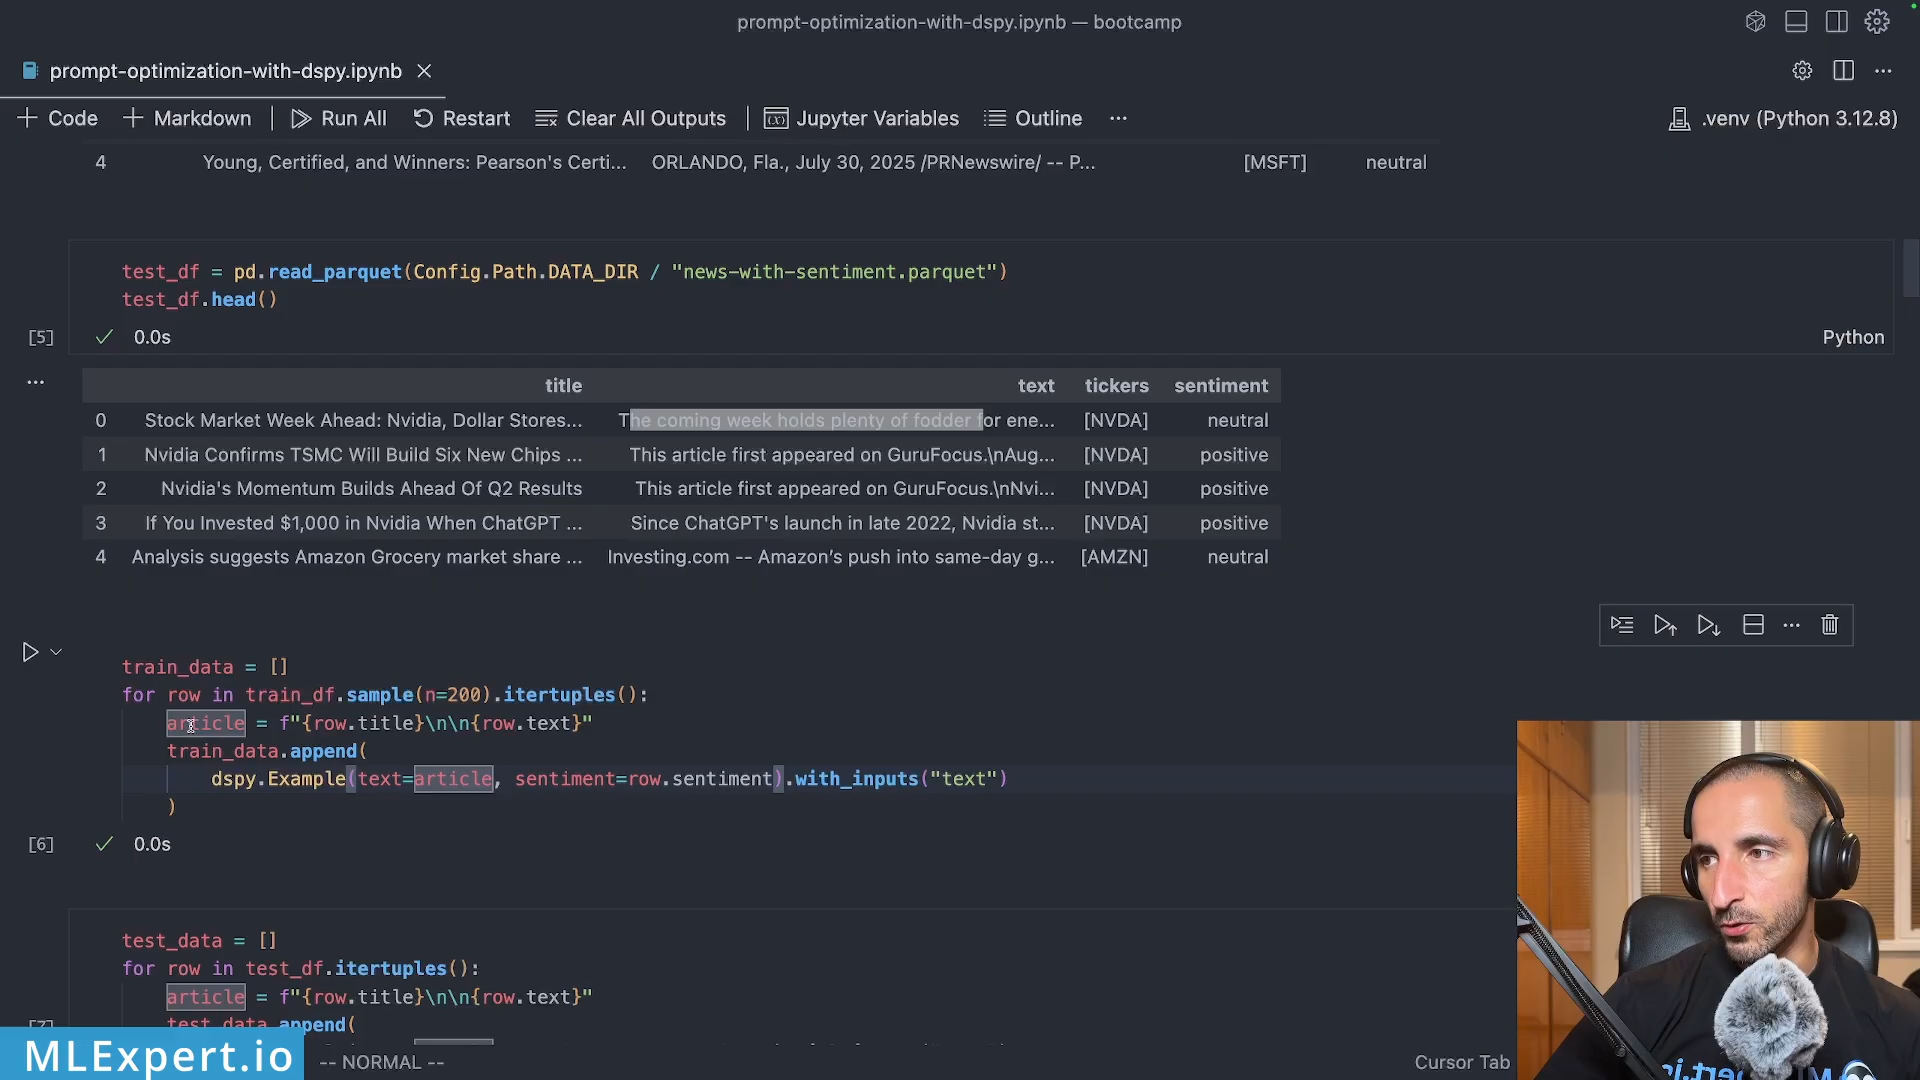 prompt-optimization-with-dspy.ipynb — bootcamp
prompt-optimization-with-dspy.ipynb
Code Markdown Run All Restart Clear All Outputs Jupyter Variables Outline ... .venv (Python 3.12.8)
4 Young, Certified, and Winners: Pearson's Certi... ORLANDO, Fla., July 30, 2025 /PRNewswire/ -- P... [MSFT] neutral
test_df = pd.read_parquet(Config.Path.DATA_DIR / "news-with-sentiment.parquet")
test_df.head()
[5] 0.0s Python
title text tickers sentiment
0 Stock Market Week Ahead: Nvidia, Dollar Stores... The coming week holds plenty of fodder for ene... [NVDA] neutral
1 Nvidia Confirms TSMC Will Build Six New Chips ... This article first appeared on GuruFocus.\nAug... [NVDA] positive
2 Nvidia's Momentum Builds Ahead Of Q2 Results This article first appeared on GuruFocus.\nNvi... [NVDA] positive
3 If You Invested $1,000 in Nvidia When ChatGPT ... Since ChatGPT's launch in late 2022, Nvidia st... [NVDA] positive
4 Analysis suggests Amazon Grocery market share ... Investing.com -- Amazon’s push into same-day g... [AMZN] neutral
train_data = []
for row in train_df.sample(n=200).itertuples():
article = f"{row.title}\n\n{row.text}"
train_data.append(
dspy.Example(text=article, sentiment=row.sentiment).with_inputs("text")
)
[6] 0.0s
test_data = []
for row in test_df.itertuples():
article = f"{row.title}\n\n{row.text}"
test_data.append(
MLExpert.io
-- NORMAL --
Cursor Tab